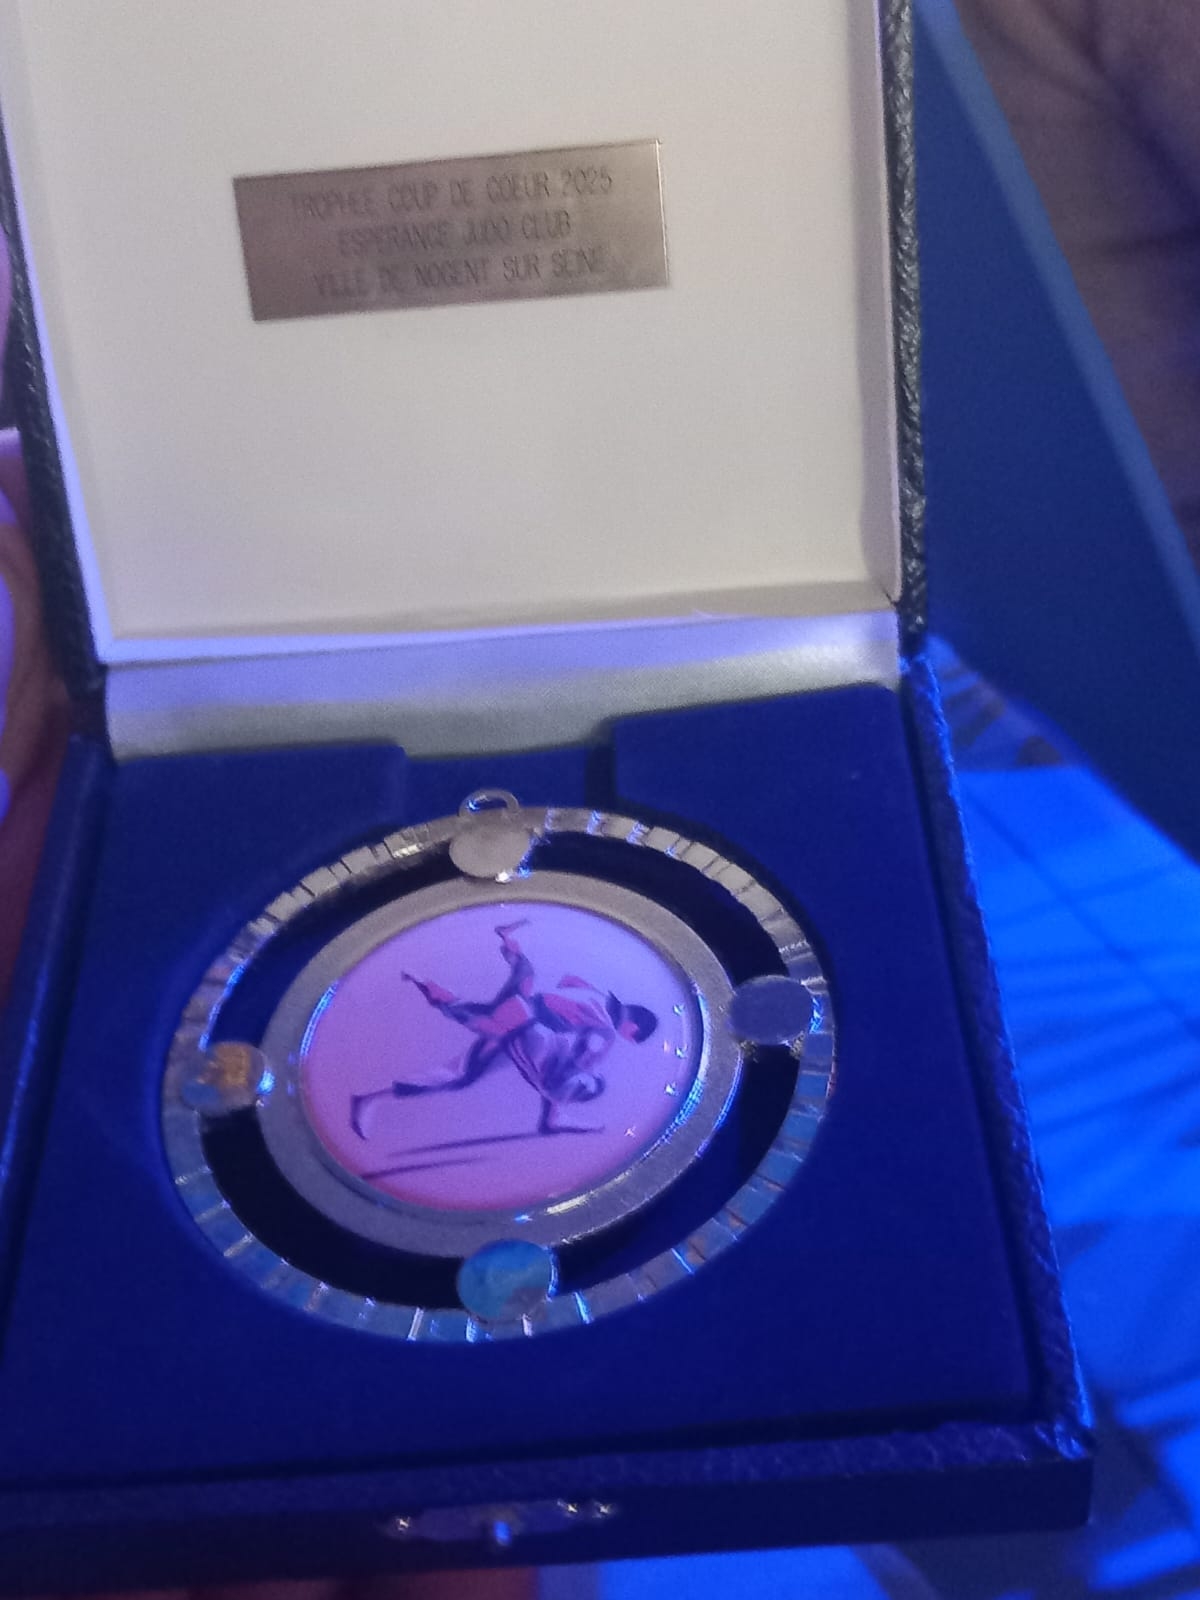 TROPHEE COUP DE COEUR 2025
ESPERANCE JUDO CLUB
VILLE DE NOGENT SUR SEINE